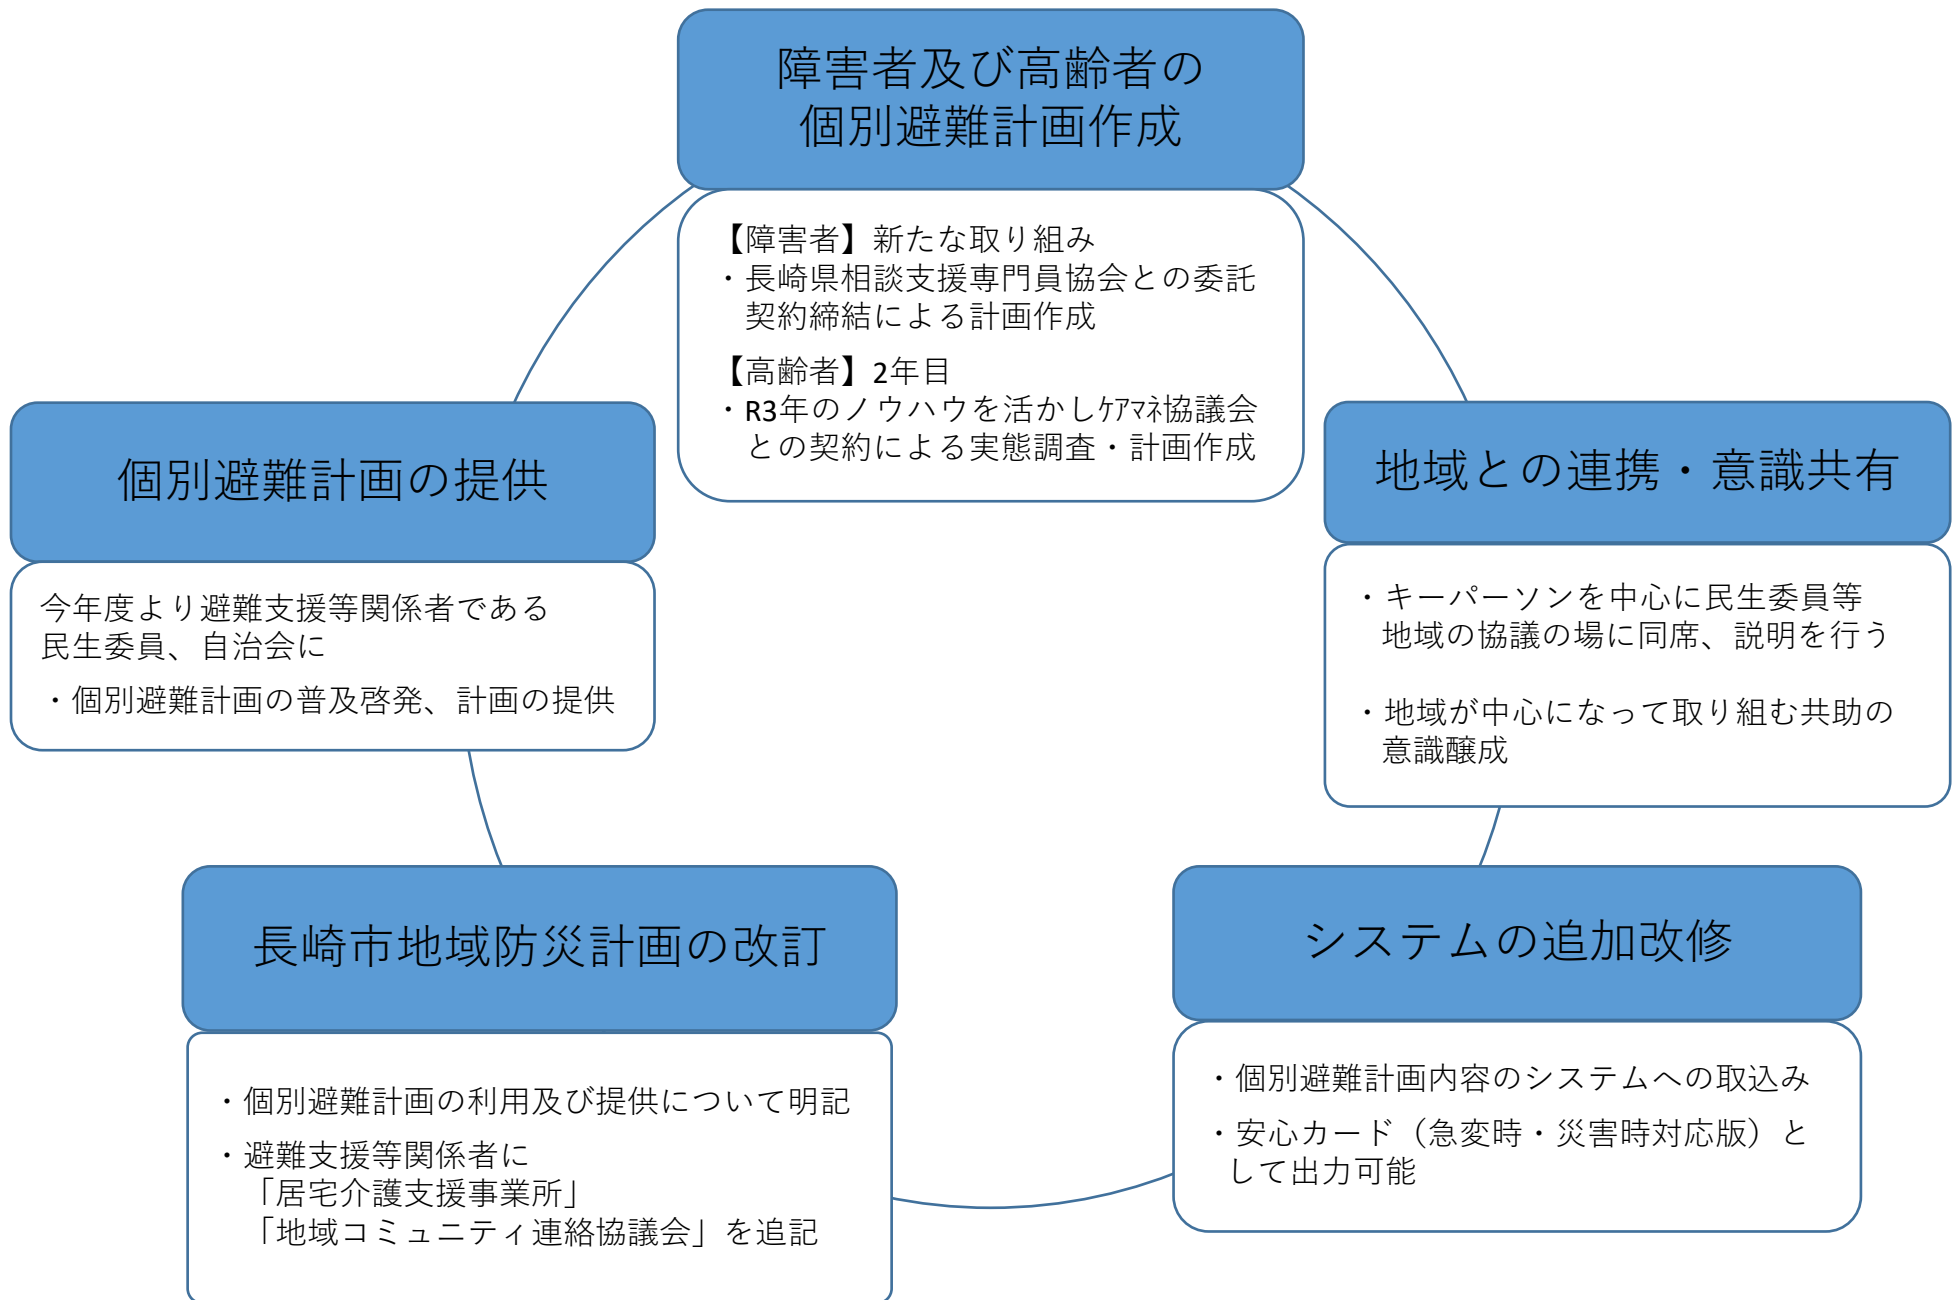 障害者及び高齢者の
個別避難計画作成
【障害者】新たな取り組み
・長崎県相談支援専門員協会との委託
契約締結による計画作成
【高齢者】2年目
・R3年のノウハウを活かしｹｱﾏﾈ協議会
との契約による実態調査・計画作成
地域との連携・意識共有
・キーパーソンを中心に民生委員等
地域の協議の場に同席、説明を行う
・地域が中心になって取り組む共助の
意識醸成
システムの追加改修
・個別避難計画内容のシステムへの取込み
・安心カード（急変時・災害時対応版）と
して出力可能
長崎市地域防災計画の改訂
・個別避難計画の利用及び提供について明記
・避難支援等関係者に
「居宅介護支援事業所」
「地域コミュニティ連絡協議会」を追記
個別避難計画の提供
今年度より避難支援等関係者である
民生委員、自治会に
・個別避難計画の普及啓発、計画の提供